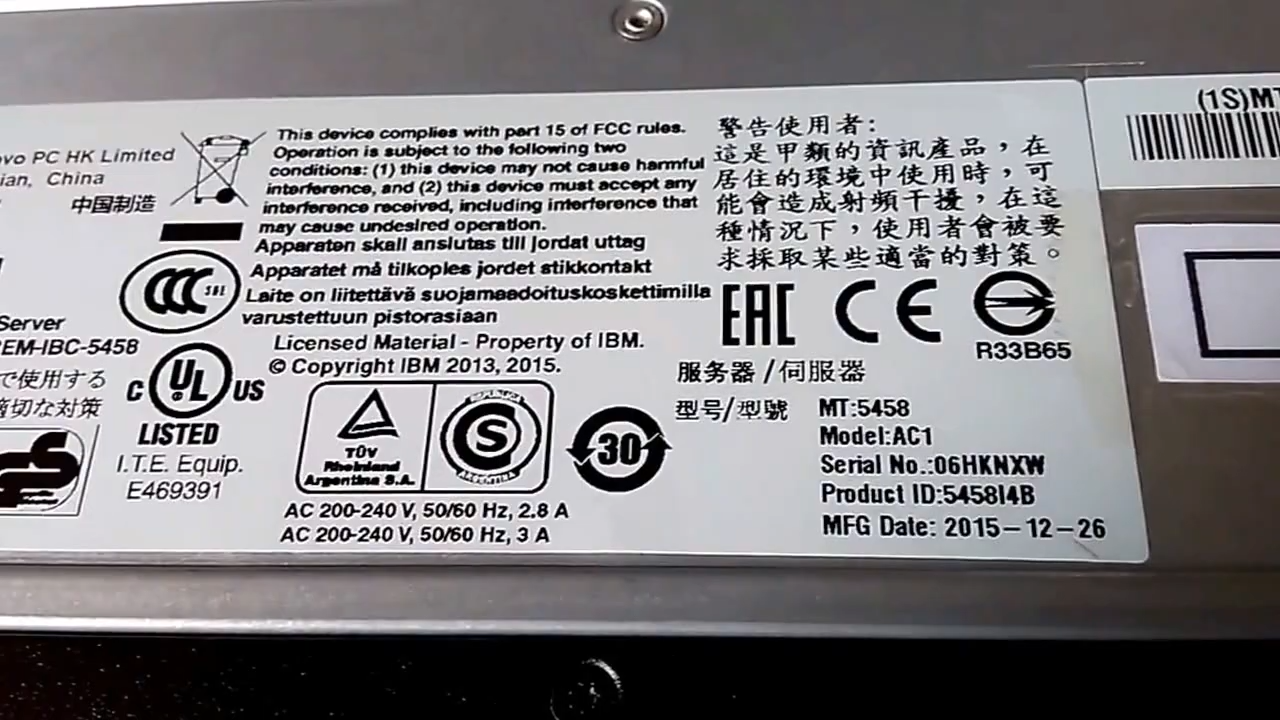 (1S)MT
vo PC HK Limited
ian, China
中国制造
This device complies with part 15 of FCC rules.
Operation is subject to the following two
conditions: (1) this device may not cause harmful
interference, and (2) this device must accept any
interference received, including interference that
may cause undesired operation.
Apparaten skall anslutas till jordat uttag
Apparatet må tilkoples jordet stikkontakt
Laite on liitettävä suojamaadoituskoskettimilla
varustettuun pistorasiaan
Licensed Material - Property of IBM.
© Copyright IBM 2013, 2015.
警告使用者:
這是甲類的資訊產品，在
居住的環境中使用時，可
能會造成射頻干擾，在這
種情況下，使用者會被要
求採取某些適當的對策。
CCC S&E
Server
EM-IBC-5458
で使用する
適切な対策
C UL US
LISTED
I.T.E. Equip.
E469391
GS
TÜV
Rheinland
Argentina S.A.
REPUBLICA
S
ARGENTINA
30
AC 200-240 V, 50/60 Hz, 2.8 A
AC 200-240 V, 50/60 Hz, 3 A
EAC CE
R33B65
服务器 /伺服器
型号/型號 MT:5458
Model:AC1
Serial No.:06HKNXW
Product ID:5458I4B
MFG Date: 2015-12-26